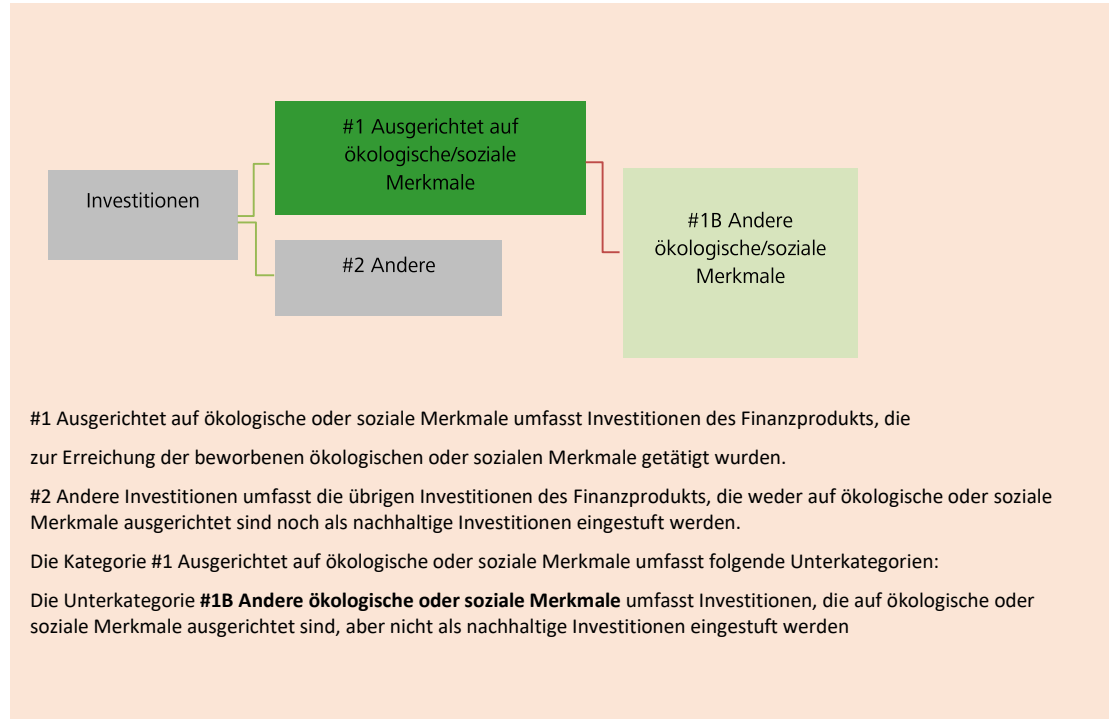 #1 Ausgerichtet auf
ökologische/soziale
Merkmale
Investitionen
#2 Andere
#1B Andere
ökologische/soziale
Merkmale
#1 Ausgerichtet auf ökologische oder soziale Merkmale umfasst Investitionen des Finanzprodukts, die
zur Erreichung der beworbenen ökologischen oder sozialen Merkmale getätigt wurden.
#2 Andere Investitionen umfasst die übrigen Investitionen des Finanzprodukts, die weder auf ökologische oder soziale
Merkmale ausgerichtet sind noch als nachhaltige Investitionen eingestuft werden.
Die Kategorie #1 Ausgerichtet auf ökologische oder soziale Merkmale umfasst folgende Unterkategorien:
Die Unterkategorie #1B Andere ökologische oder soziale Merkmale umfasst Investitionen, die auf ökologische oder
soziale Merkmale ausgerichtet sind, aber nicht als nachhaltige Investitionen eingestuft werden